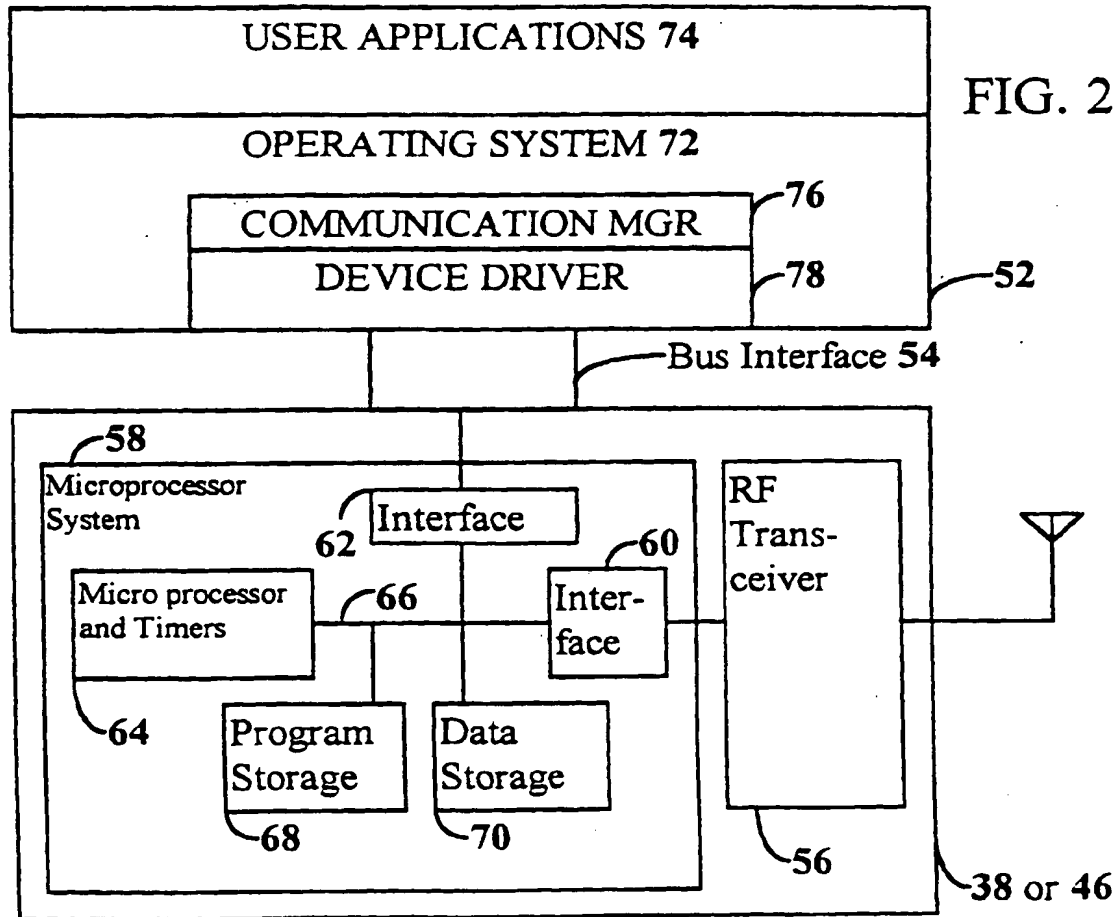 USER APPLICATIONS 74
FIG. 2
OPERATING SYSTEM 72
76
COMMUNICATION MGR
DEVICE DRIVER
78
52
Bus Interface 54
58
Microprocessor
System
Interface
62
60
RF
Trans-
ceiver
Micro processor
and Timers
66
Inter-
face
64
Program
Storage
Data
Storage
68
70
56
38 or 46